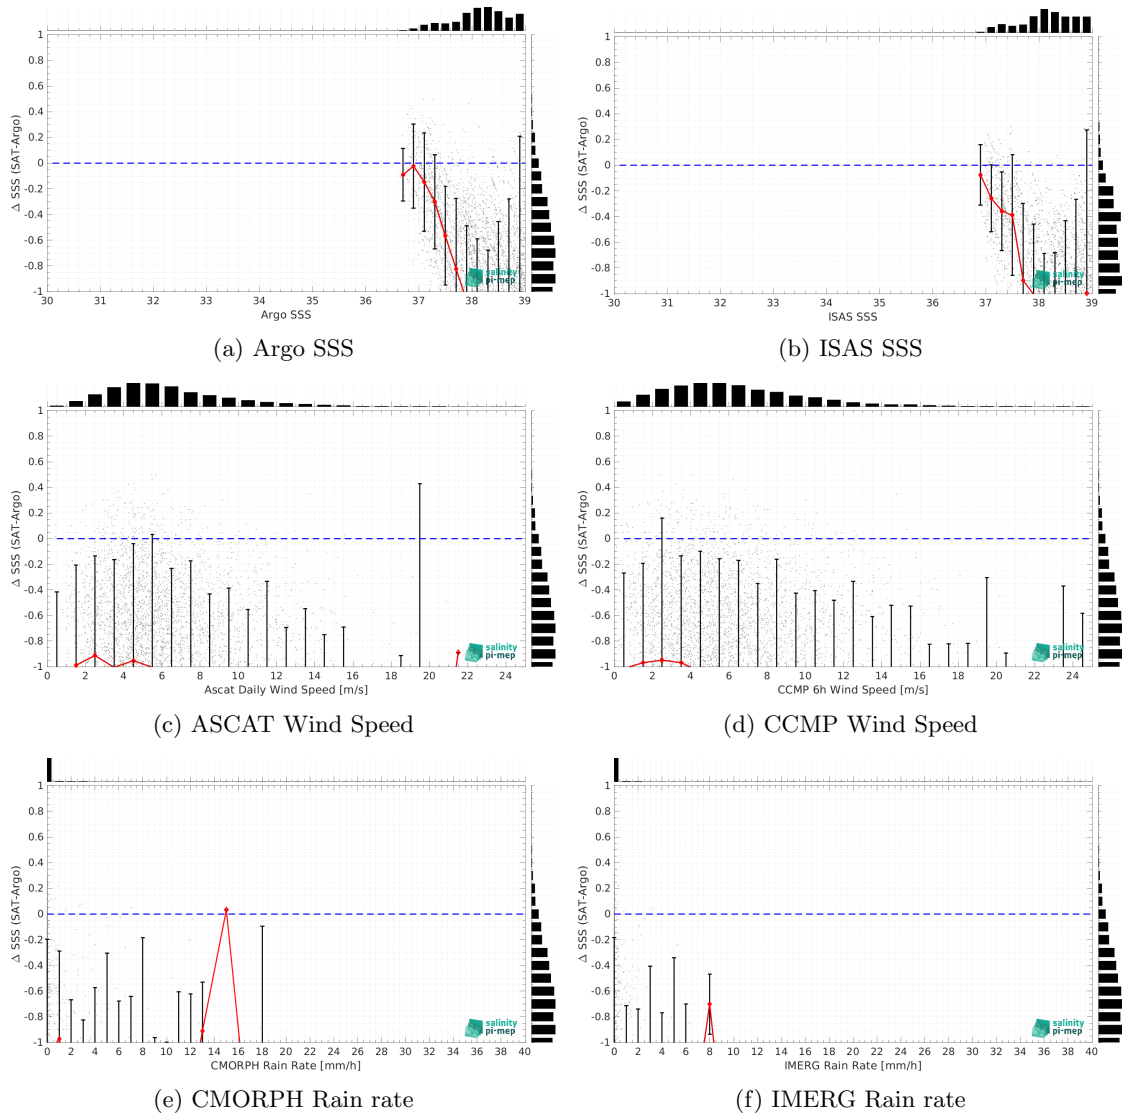 1
0.8
0.6
0.4
0.2
0
-0.2
-0.4
-0.6
-0.8
-1
Δ SSS (SAT-Argo)
30 31 32 33 34 35 36 37 38 39
Argo SSS
salinity
pi-mep
(a) Argo SSS
1
0.8
0.6
0.4
0.2
0
-0.2
-0.4
-0.6
-0.8
-1
Δ SSS (SAT-Argo)
30 31 32 33 34 35 36 37 38 39
ISAS SSS
salinity
pi-mep
(b) ISAS SSS
1
0.8
0.6
0.4
0.2
0
-0.2
-0.4
-0.6
-0.8
-1
Δ SSS (SAT-Argo)
0 2 4 6 8 10 12 14 16 18 20 22 24
Ascat Daily Wind Speed [m/s]
salinity
pi-mep
(c) ASCAT Wind Speed
1
0.8
0.6
0.4
0.2
0
-0.2
-0.4
-0.6
-0.8
-1
Δ SSS (SAT-Argo)
0 2 4 6 8 10 12 14 16 18 20 22 24
CCMP 6h Wind Speed [m/s]
salinity
pi-mep
(d) CCMP Wind Speed
1
0.8
0.6
0.4
0.2
0
-0.2
-0.4
-0.6
-0.8
-1
Δ SSS (SAT-Argo)
0 2 4 6 8 10 12 14 16 18 20 22 24 26 28 30 32 34 36 38 40
CMORPH Rain Rate [mm/h]
salinity
pi-mep
(e) CMORPH Rain rate
1
0.8
0.6
0.4
0.2
0
-0.2
-0.4
-0.6
-0.8
-1
Δ SSS (SAT-Argo)
0 2 4 6 8 10 12 14 16 18 20 22 24 26 28 30 32 34 36 38 40
IMERG Rain Rate [mm/h]
salinity
pi-mep
(f) IMERG Rain rate